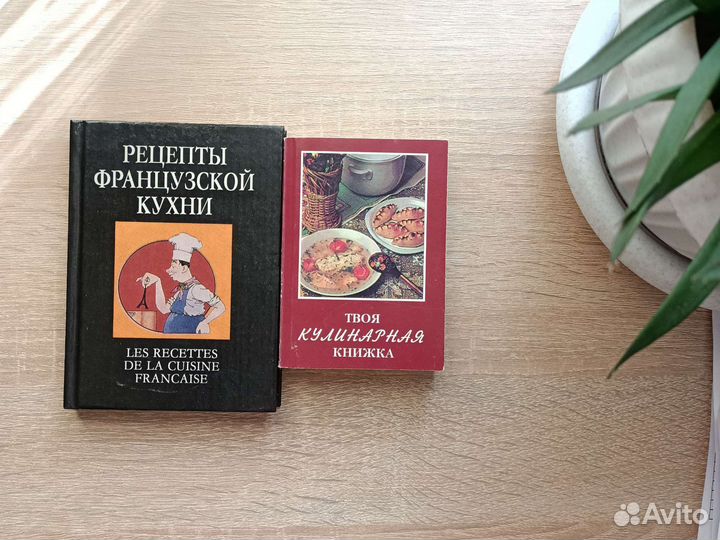 РЕЦЕПТЫ
ФРАНЦУЗСКОЙ
КУХНИ
LES RECETTES
DE LA CUISINE
FRANCAISE
ТВОЯ
КУЛИНАРНАЯ
КНИЖКА
Avito